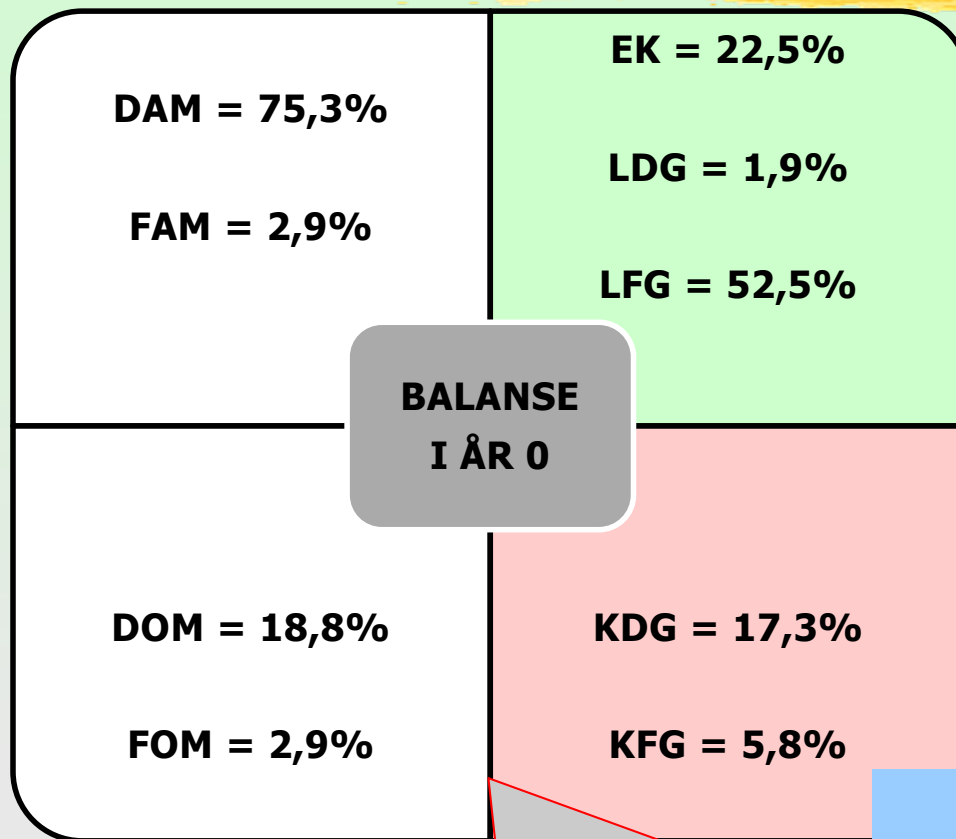 DAM = 75,3%
FAM = 2,9%
EK = 22,5%
LDG = 1,9%
LFG = 52,5%
BALANSE
I ÅR 0
DOM = 18,8%
FOM = 2,9%
KDG = 17,3%
KFG = 5,8%